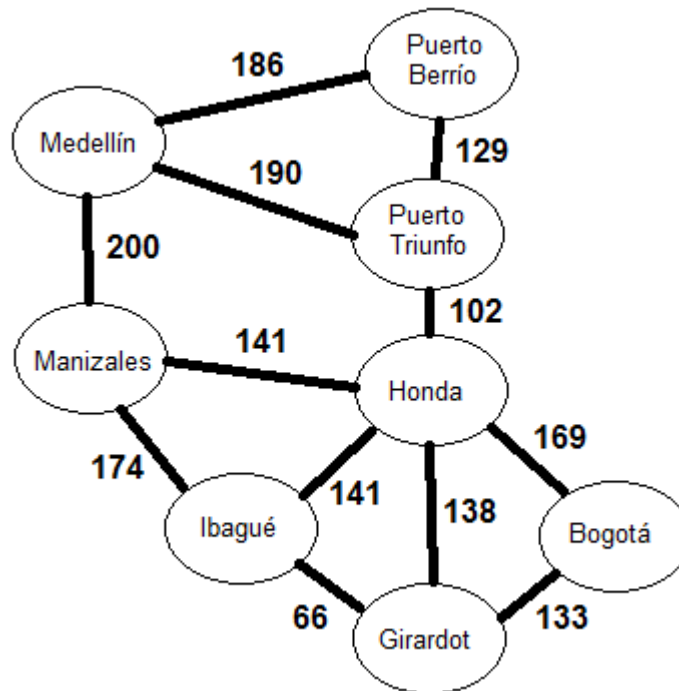 Puerto
Berrío
186
Medellín
129
190
Puerto
Triunfo
200
102
Manizales
141
Honda
169
174
141
138
Ibagué
Bogotá
66
133
Girardot